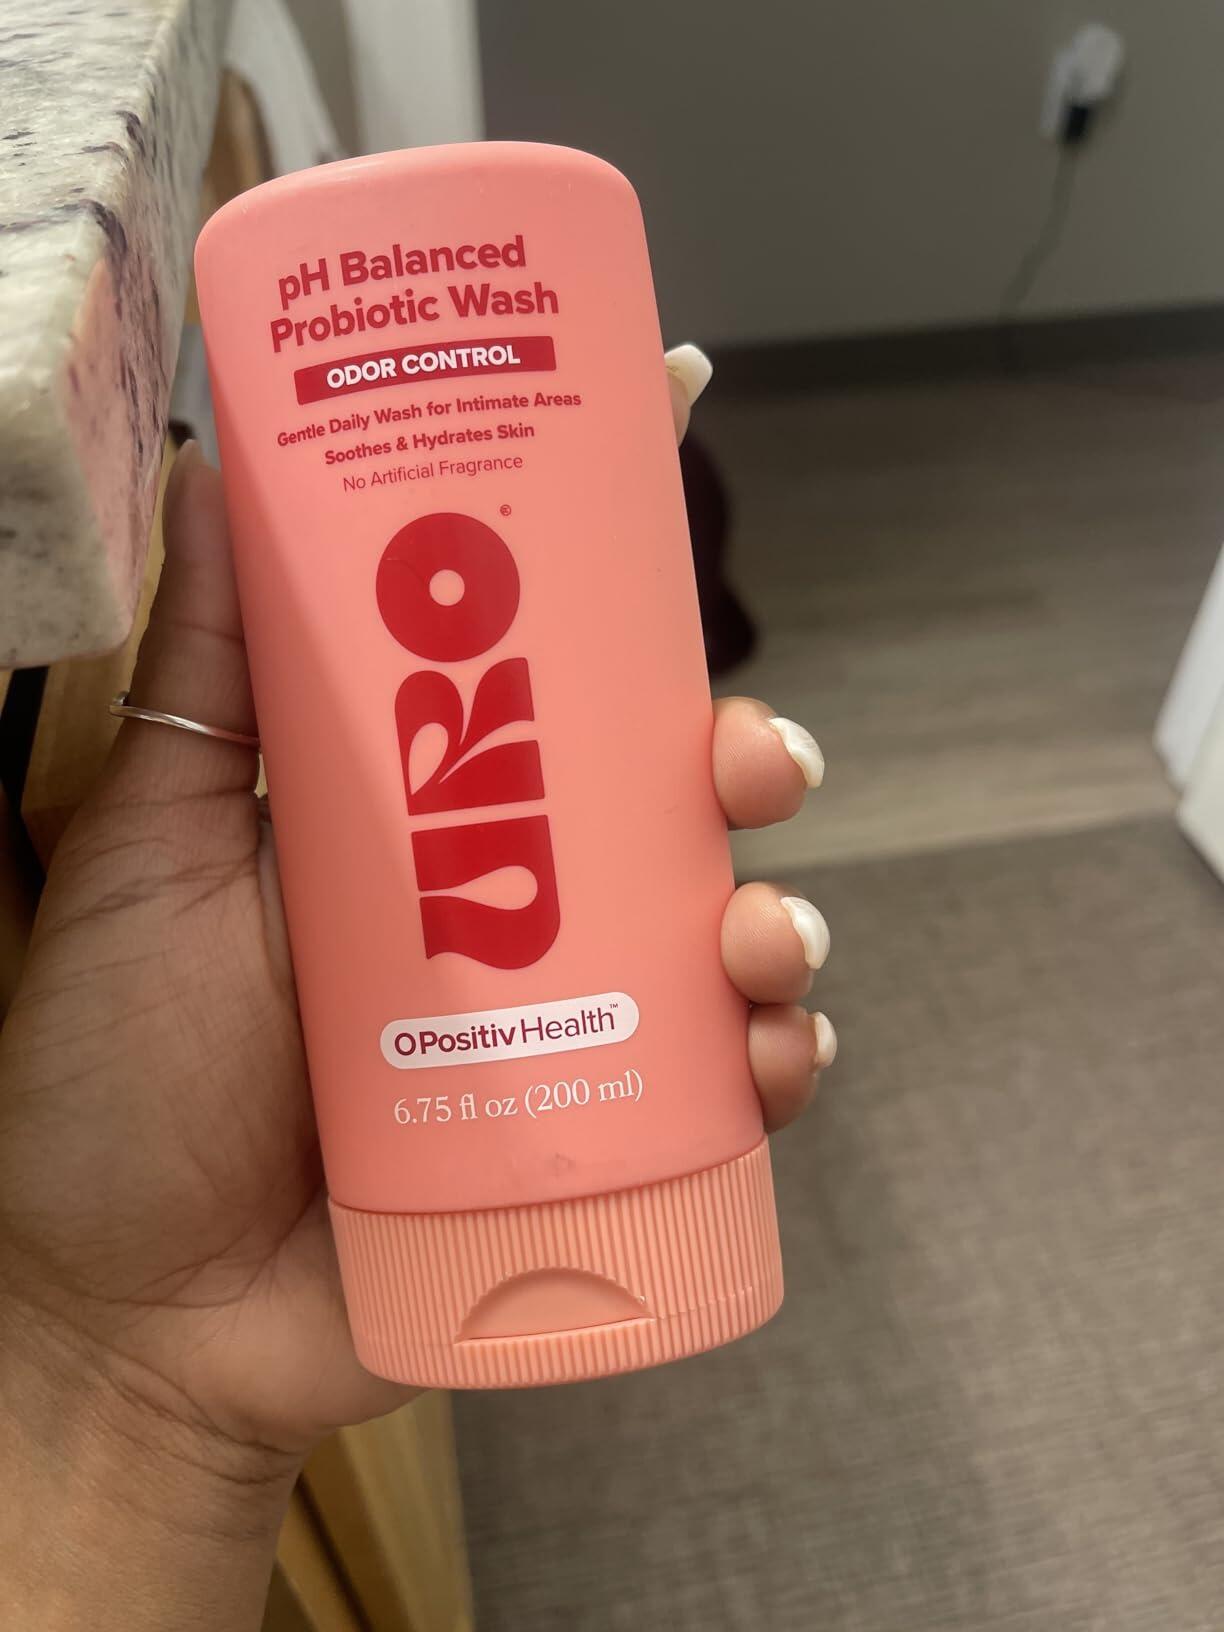 pH Balanced
Probiotic Wash
ODOR CONTROL
Gentle Daily Wash for Intimate Areas
Soothes & Hydrates Skin
No Artificial Fragrance
URO®
OPositiv Health™
6.75 fl oz (200 ml)